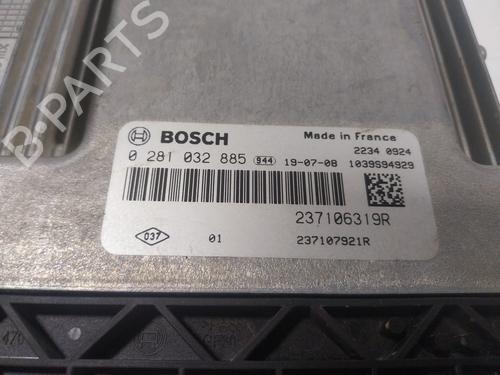 BOSCH
Made in France
2234 0924
0 281 032 885 944 19-07-08 1039S94929
237106319R
037 01 237107921R
B-PARTS